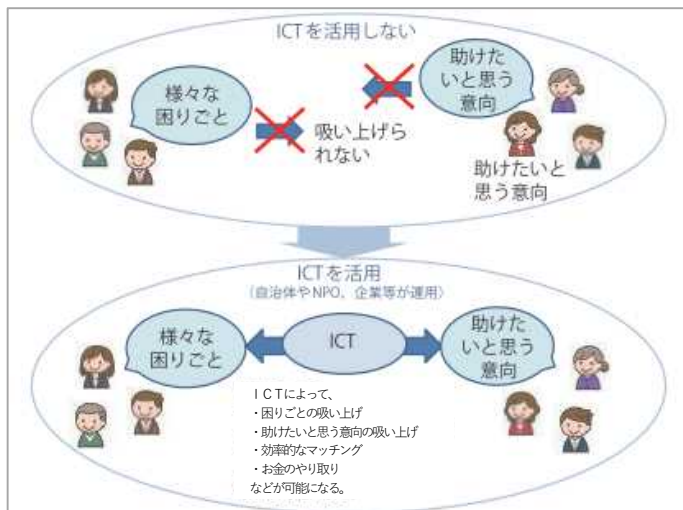 ICTを活用しない
様々な
困りごと
助けた
いと思う
意向
吸い上げら
れない
助けたいと
思う意向
ICTを活用
（自治体やNPO、企業等が運用）
様々な
困りごと
ICT
助けた
いと思う
意向
ＩＣＴによって、
・困りごとの吸い上げ
・助けたいと思う意向の吸い上げ
・効率的なマッチング
・お金のやり取り
などが可能になる。